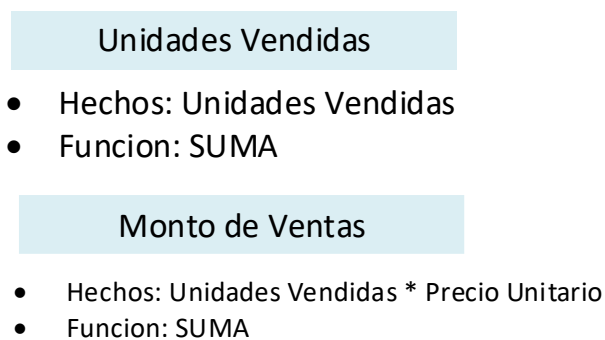 Unidades Vendidas
• Hechos: Unidades Vendidas
• Funcion: SUMA
Monto de Ventas
• Hechos: Unidades Vendidas * Precio Unitario
• Funcion: SUMA